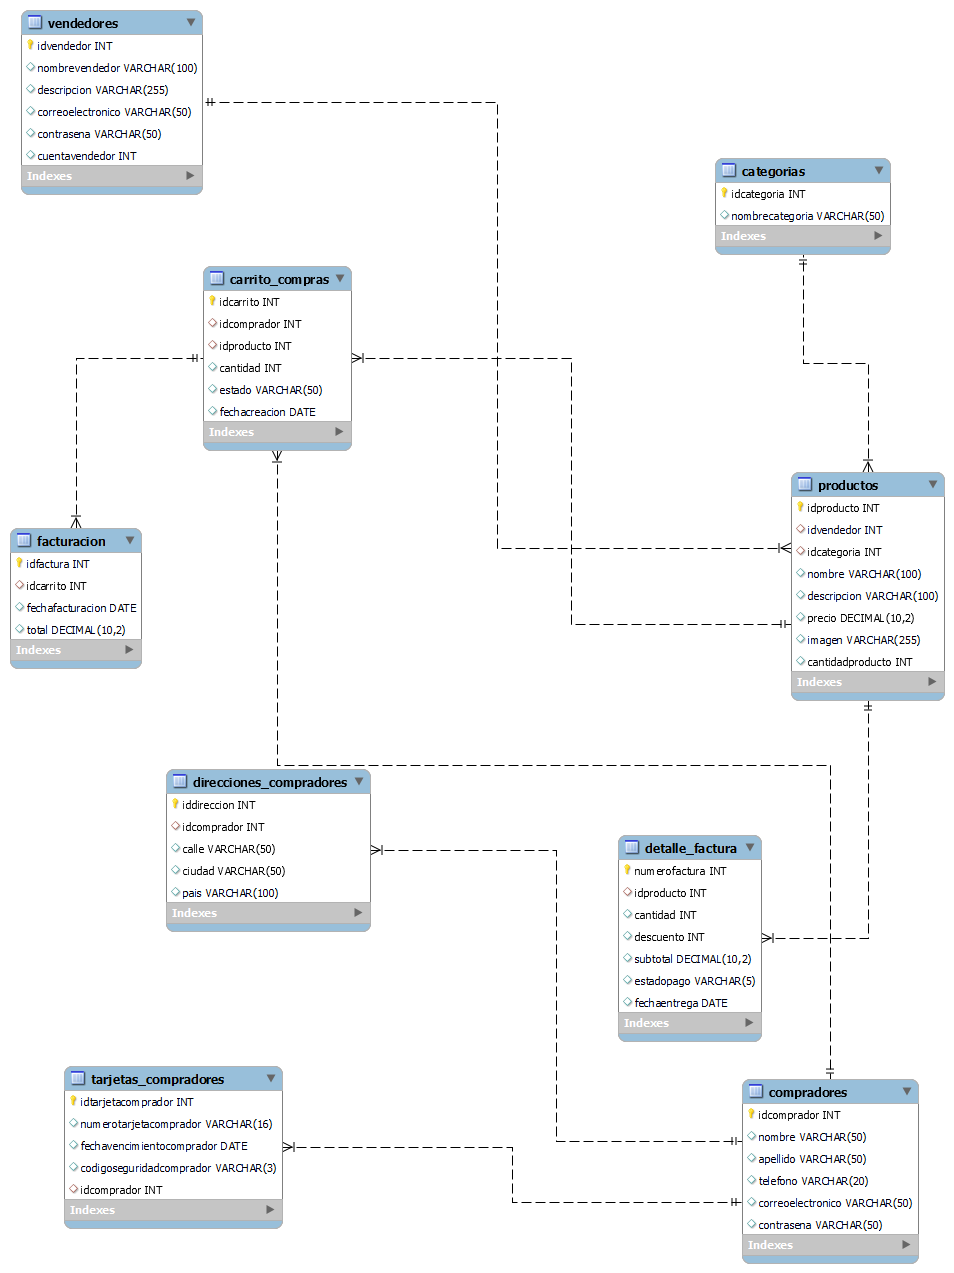 vendedores
idvendedor INT
nombrevendedor VARCHAR(100)
descripcion VARCHAR(255)
correoelectronico VARCHAR(50)
contrasena VARCHAR(50)
cuentavendedor INT
Indexes
categorias
idcategoria INT
nombrecategoria VARCHAR(50)
Indexes
carrito_compras
idcarrito INT
idcomprador INT
idproducto INT
cantidad INT
estado VARCHAR(50)
fechacreacion DATE
Indexes
productos
idproducto INT
idvendedor INT
idcategoria INT
nombre VARCHAR(100)
descripcion VARCHAR(100)
precio DECIMAL(10,2)
imagen VARCHAR(255)
cantidadproducto INT
Indexes
facturacion
idfactura INT
idcarrito INT
fechafacturacion DATE
total DECIMAL(10,2)
Indexes
direcciones_compradores
iddireccion INT
idcomprador INT
calle VARCHAR(50)
ciudad VARCHAR(50)
pais VARCHAR(100)
Indexes
detalle_factura
numerofactura INT
idproducto INT
cantidad INT
descuento INT
subtotal DECIMAL(10,2)
estadopago VARCHAR(5)
fechaentrega DATE
Indexes
tarjetas_compradores
idtarjetacomprador INT
numerotarjetacomprador VARCHAR(16)
fechavencimientocomprador DATE
codigoseguridadcomprador VARCHAR(3)
idcomprador INT
Indexes
compradores
idcomprador INT
nombre VARCHAR(50)
apellido VARCHAR(50)
telefono VARCHAR(20)
correoelectronico VARCHAR(50)
contrasena VARCHAR(50)
Indexes